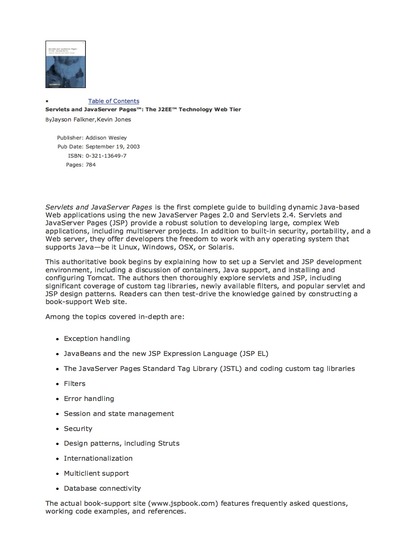 • Table of Contents
Servlets and JavaServer Pages™: The J2EE™ Technology Web Tier
ByJayson Falkner,Kevin Jones
Publisher: Addison Wesley
Pub Date: September 19, 2003
ISBN: 0-321-13649-7
Pages: 784
Servlets and JavaServer Pages is the first complete guide to building dynamic Java-based
Web applications using the new JavaServer Pages 2.0 and Servlets 2.4. Servlets and
JavaServer Pages (JSP) provide a robust solution to developing large, complex Web
applications, including multiserver projects. In addition to built-in security, portability, and a
Web server, they offer developers the freedom to work with any operating system that
supports Java—be it Linux, Windows, OSX, or Solaris.
This authoritative book begins by explaining how to set up a Servlet and JSP development
environment, including a discussion of containers, Java support, and installing and
configuring Tomcat. The authors then thoroughly explore servlets and JSP, including
significant coverage of custom tag libraries, newly available filters, and popular servlet and
JSP design patterns. Readers can then test-drive the knowledge gained by constructing a
book-support Web site.
Among the topics covered in-depth are:
• Exception handling
• JavaBeans and the new JSP Expression Language (JSP EL)
• The JavaServer Pages Standard Tag Library (JSTL) and coding custom tag libraries
• Filters
• Error handling
• Session and state management
• Security
• Design patterns, including Struts
• Internationalization
• Multiclient support
• Database connectivity
The actual book-support site (www.jspbook.com) features frequently asked questions,
working code examples, and references.